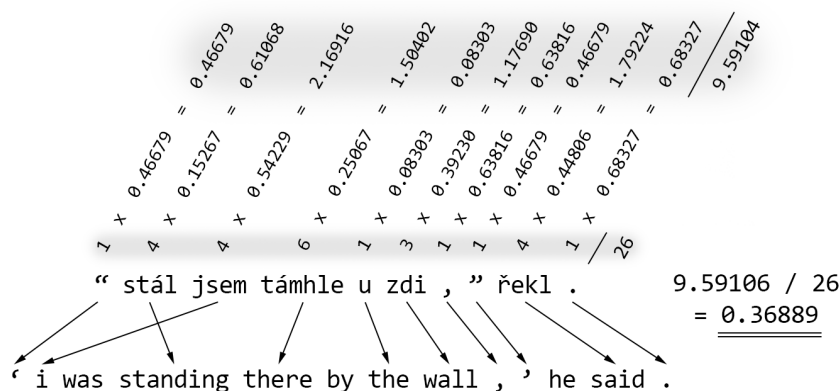 0.46679 0.61068 2.16916 1.50402 0.08303 1.17690 0.63816 0.46679 1.79224 0.68327 9.59104
= = = = = = = = = =
0.46679 0.15267 0.54229 0.25067 0.08303 0.39230 0.63816 0.46679 0.44806 0.68327
x x x x x x x x x x
1 4 4 6 1 3 1 1 4 1 / 26
“ stál jsem támhle u zdi , ” řekl .
9.59106 / 26
= 0.36889
‘ i was standing there by the wall , ’ he said .